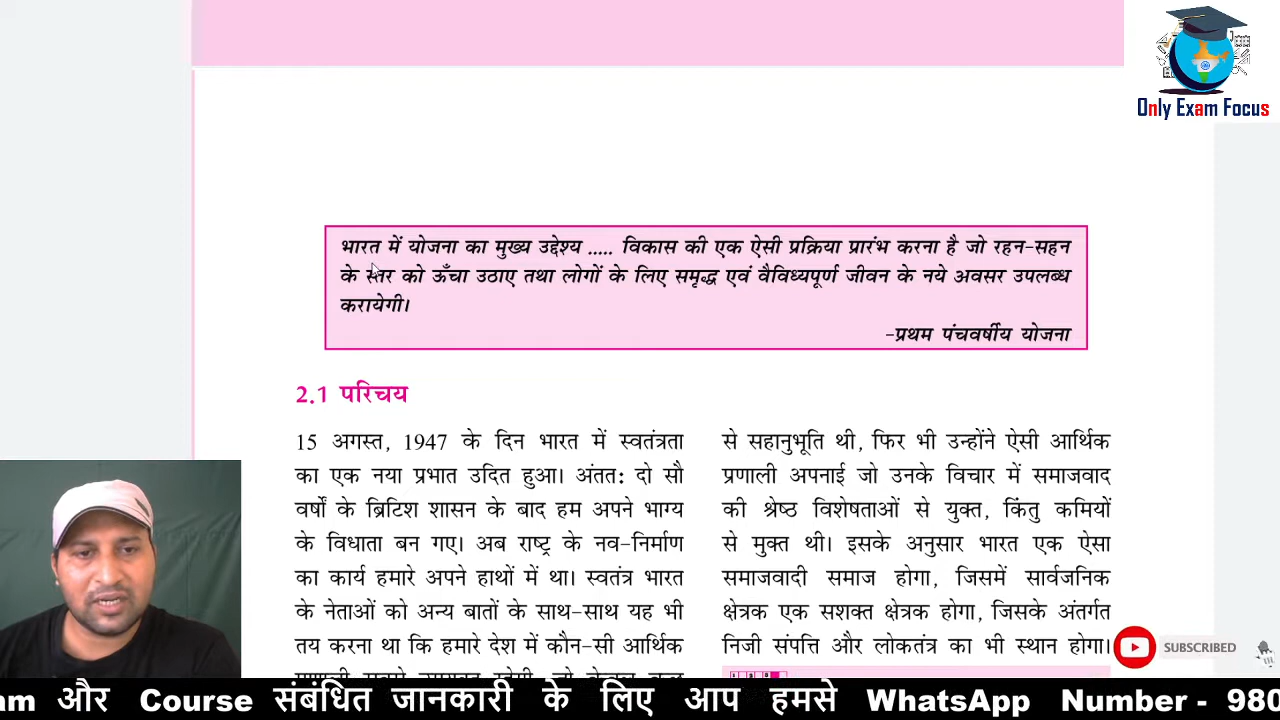 Only Exam Focus
भारत में योजना का मुख्य उद्देश्य ..... विकास की एक ऐसी प्रक्रिया प्रारंभ करना है जो रहन-सहन
के स्तर को ऊँचा उठाए तथा लोगों के लिए समृद्ध एवं वैविध्यपूर्ण जीवन के नये अवसर उपलब्ध
करायेगी।
-प्रथम पंचवर्षीय योजना
2.1 परिचय
15 अगस्त, 1947 के दिन भारत में स्वतंत्रता
का एक नया प्रभात उदित हुआ। अंतत: दो सौ
वर्षों के ब्रिटिश शासन के बाद हम अपने भाग्य
के विधाता बन गए। अब राष्ट्र के नव-निर्माण
का कार्य हमारे अपने हाथों में था। स्वतंत्र भारत
के नेताओं को अन्य बातों के साथ-साथ यह भी
तय करना था कि हमारे देश में कौन-सी आर्थिक
से सहानुभूति थी, फिर भी उन्होंने ऐसी आर्थिक
प्रणाली अपनाई जो उनके विचार में समाजवाद
की श्रेष्ठ विशेषताओं से युक्त, किंतु कमियों
से मुक्त थी। इसके अनुसार भारत एक ऐसा
समाजवादी समाज होगा, जिसमें सार्वजनिक
क्षेत्रक एक सशक्त क्षेत्रक होगा, जिसके अंतर्गत
निजी संपत्ति और लोकतंत्र का भी स्थान होगा।
SUBSCRIBED
am और Course संबंधित जानकारी के लिए आप हमसे WhatsApp Number - 980